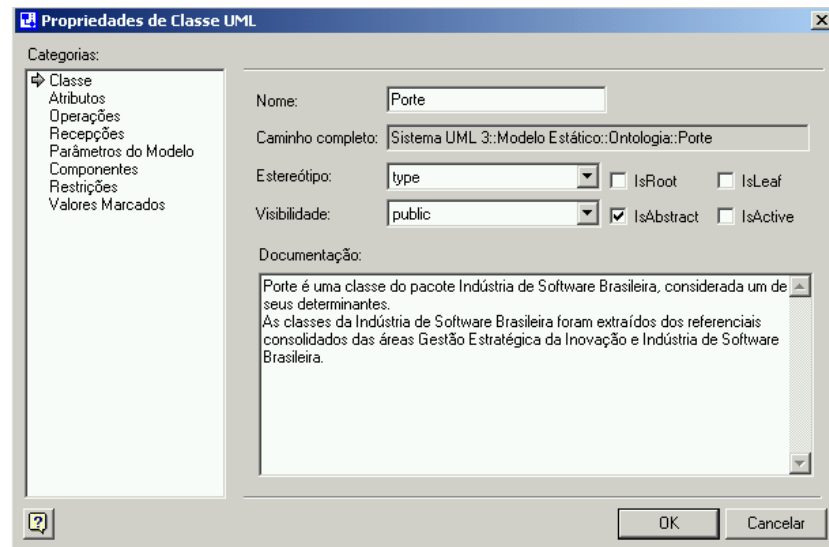 Propriedades de Classe UML
Categorias:
Classe
Atributos
Operações
Recepções
Parâmetros do Modelo
Componentes
Restrições
Valores Marcados
Nome: Porte
Caminho completo: Sistema UML 3::Modelo Estático::Ontologia::Porte
Estereótipo: type IsRoot IsLeaf
Visibilidade: public IsAbstract IsActive
Documentação:
Porte é uma classe do pacote Indústria de Software Brasileira, considerada um de
seus determinantes.
As classes da Indústria de Software Brasileira foram extraídos dos referenciais
consolidados das áreas Gestão Estratégica da Inovação e Indústria de Software
Brasileira.
OK Cancelar